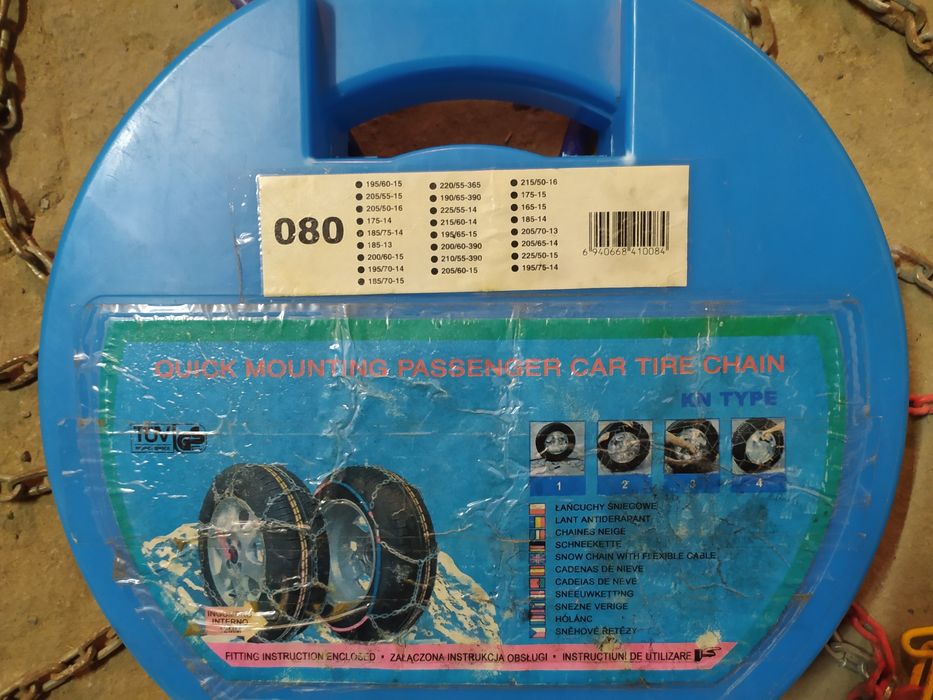 080
195/60-15
205/55-15
205/50-16
175-14
185/75-14
185-13
200/60-15
195/70-14
185/70-15
220/55-365
190/65-390
225/55-14
215/60-14
195/65-15
200/60-390
210/55-390
205/60-15
215/50-16
175-15
165-15
185-14
205/70-13
205/65-14
225/50-15
195/75-14
6 940668 410084
QUICK MOUNTING PASSENGER CAR TIRE CHAIN
KN TYPE
TÜV GS
1 2 3 4
ŁAŃCUCHY ŚNIEGOWE
LANT ANTIDERAPANT
CHAINES NEIGE
SCHNEEKETTE
SNOW CHAIN WITH FLEXIBLE CABLE
CADENAS DE NIEVE
CADEIAS DE NEVE
SNEEUWKETTING
SNEZNE VERIGE
HÓLÁNC
SNĚHOVÉ ŘETĚZY
INGOMBRO
INTERNO
12MM
FITTING INSTRUCTION ENCLOSED • ZAŁĄCZONA INSTRUKCJA OBSŁUGI • INSTRUCTIUNI DE UTILIZARE